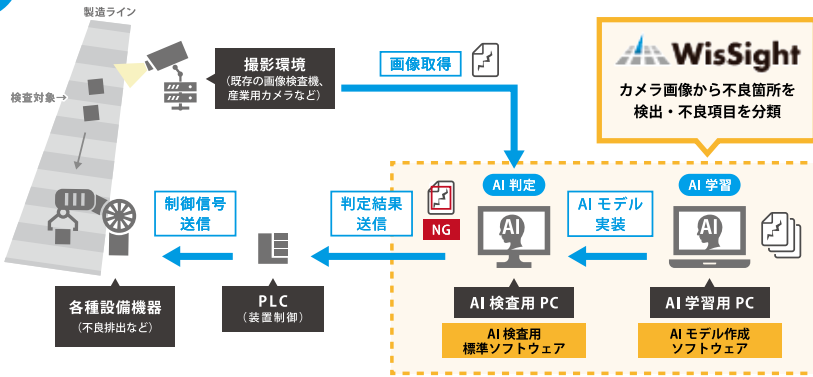 製造ライン
検査対象→
撮影環境
（既存の画像検査機、
産業用カメラなど）
画像取得
WisSight
カメラ画像から不良箇所を
検出・不良項目を分類
制御信号
送信
判定結果
送信
NG
AI 判定
AI
AI モデル
実装
AI 学習
AI
各種設備機器
（不良排出など）
PLC
（装置制御）
AI 検査用 PC
AI 検査用
標準ソフトウェア
AI 学習用 PC
AI モデル作成
ソフトウェア